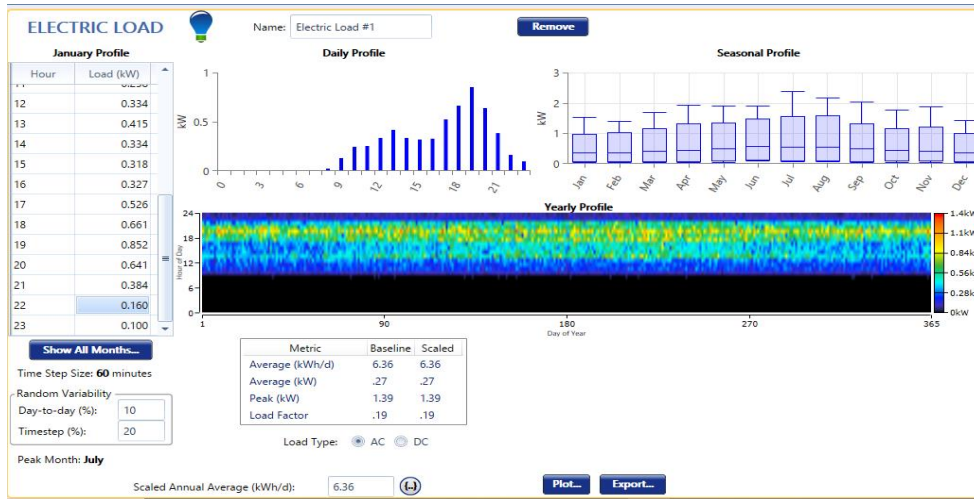 ELECTRIC LOAD
Name: Electric Load #1
Remove
January Profile
Hour Load (kW)
12 0.334
13 0.415
14 0.334
15 0.318
16 0.327
17 0.526
18 0.661
19 0.852
20 0.641
21 0.384
22 0.160
23 0.100
Show All Months...
Time Step Size: 60 minutes
Random Variability
Day-to-day (%): 10
Timestep (%): 20
Peak Month: July
Daily Profile
kW
1
0.5
0
0 3 6 9 12 15 18 21
Seasonal Profile
kW
3
2
1
0
Jan Feb Mar Apr May Jun Jul Aug Sep Oct Nov Dec
Yearly Profile
Hour of Day
24
18
12
6
0
1 90 180 270 365
Day of Year
1.4kW
1.1kW
0.84kW
0.56kW
0.28kW
0kW
Metric Baseline Scaled
Average (kWh/d) 6.36 6.36
Average (kW) .27 .27
Peak (kW) 1.39 1.39
Load Factor .19 .19
Load Type: AC DC
Scaled Annual Average (kWh/d): 6.36 {..}
Plot... Export...